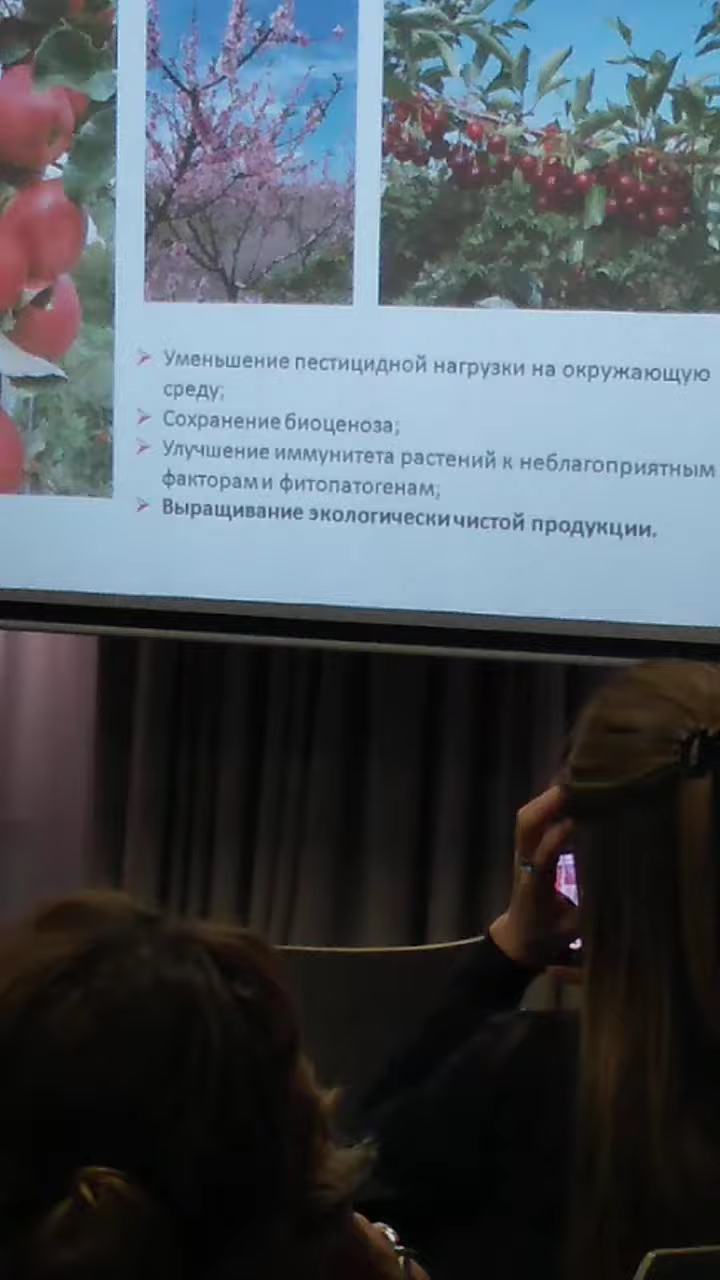 Уменьшение пестицидной нагрузки на окружающую
среду;
Сохранение биоценоза;
Улучшение иммунитета растений к неблагоприятным
факторам и фитопатогенам;
Выращивание экологически чистой продукции.